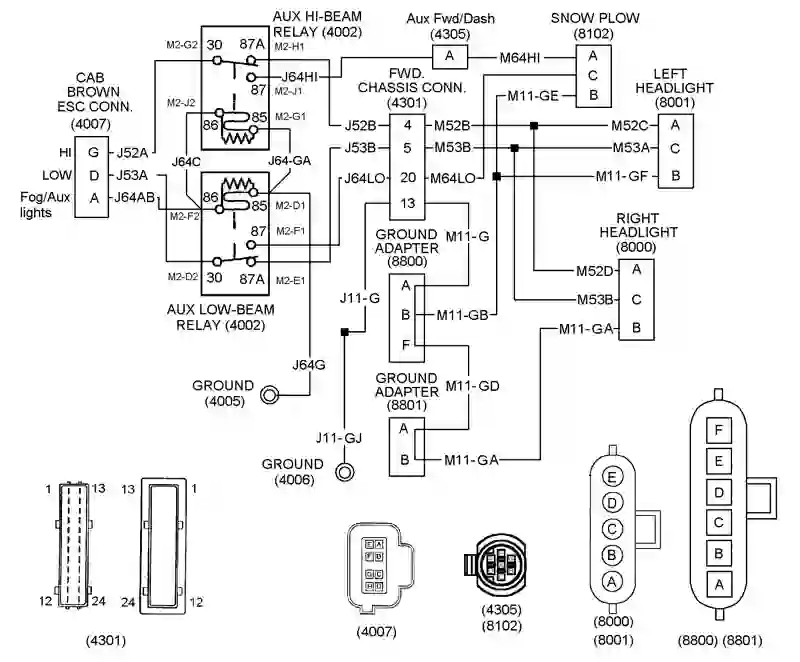 AUX HI-BEAM
RELAY (4002)
Aux Fwd/Dash
(4305)
SNOW PLOW
(8102)
M2-G2
30
87A
M2-H1
A
M64HI
A
C
B
J64HI
87
M2-J1
M11-GE
CAB
BROWN
ESC CONN.
(4007)
FWD.
CHASSIS CONN.
(4301)
LEFT
HEADLIGHT
(8001)
M2-J2
86
85
M2-G1
J52B
4
M52B
M52C
A
HI
G
J52A
J64C
J64-GA
J53B
5
M53B
M53A
C
LOW
D
J53A
J64LO
20
M64LO
M11-GF
B
Fog/Aux
lights
A
J64AB
86
85
M2-D1
13
M2-F2
87
M2-F1
M11-G
RIGHT
HEADLIGHT
(8000)
GROUND
ADAPTER
(8800)
M2-D2
30
87A
M2-E1
M52D
A
A
J11-G
M53B
C
AUX LOW-BEAM
RELAY (4002)
B
M11-GB
M11-GA
B
F
J64G
GROUND
(4005)
GROUND
ADAPTER
(8801)
M11-GD
A
J11-GJ
B
M11-GA
GROUND
(4006)
1
13
13
1
12
24
24
12
(4301)
E A
F D
G C
H U
(4007)
(4305)
(8102)
E
D
C
B
A
(8000)
(8001)
F
E
D
C
B
A
(8800) (8801)